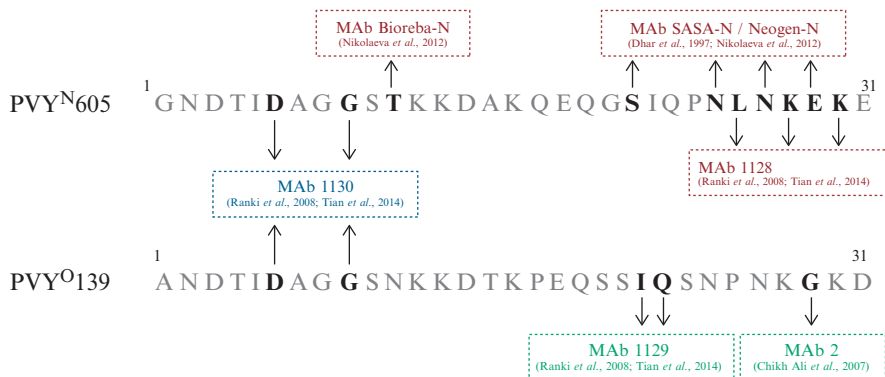 MAb Bioreba-N
(Nikolaeva et al., 2012)
MAb SASA-N / Neogen-N
(Dhar et al., 1997; Nikolaeva et al., 2012)
1
31
PVYᴺ605
G N D T I D A G G S T K K D A K Q E Q G S I Q P N L N K E K E
MAb 1130
(Ranki et al., 2008; Tian et al., 2014)
MAb 1128
(Ranki et al., 2008; Tian et al., 2014)
1
31
PVYᴼ139
A N D T I D A G G S N K K D T K P E Q S S I Q S N P N K G K D
MAb 1129
(Ranki et al., 2008; Tian et al., 2014)
MAb 2
(Chikh Ali et al., 2007)